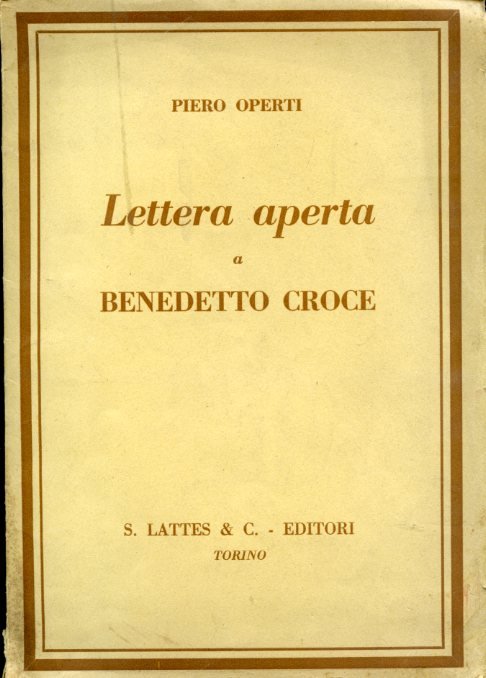 PIERO OPERTI
Lettera aperta
a
BENEDETTO CROCE
S. LATTES & C. - EDITORI
TORINO